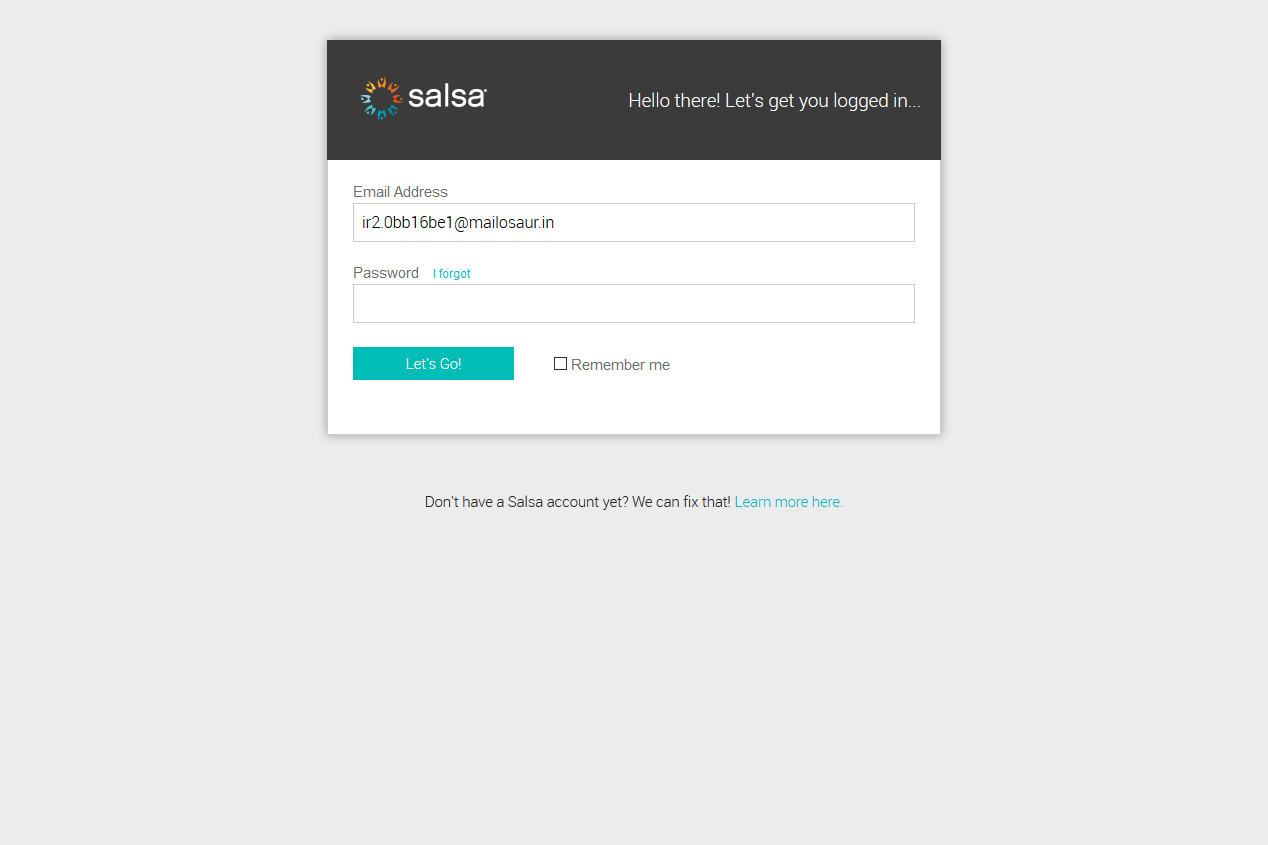 salsa
Hello there! Let's get you logged in...
Email Address
ir2.0bb16be1@mailosaur.in
Password I forgot
Let's Go! Remember me
Don't have a Salsa account yet? We can fix that! Learn more here.